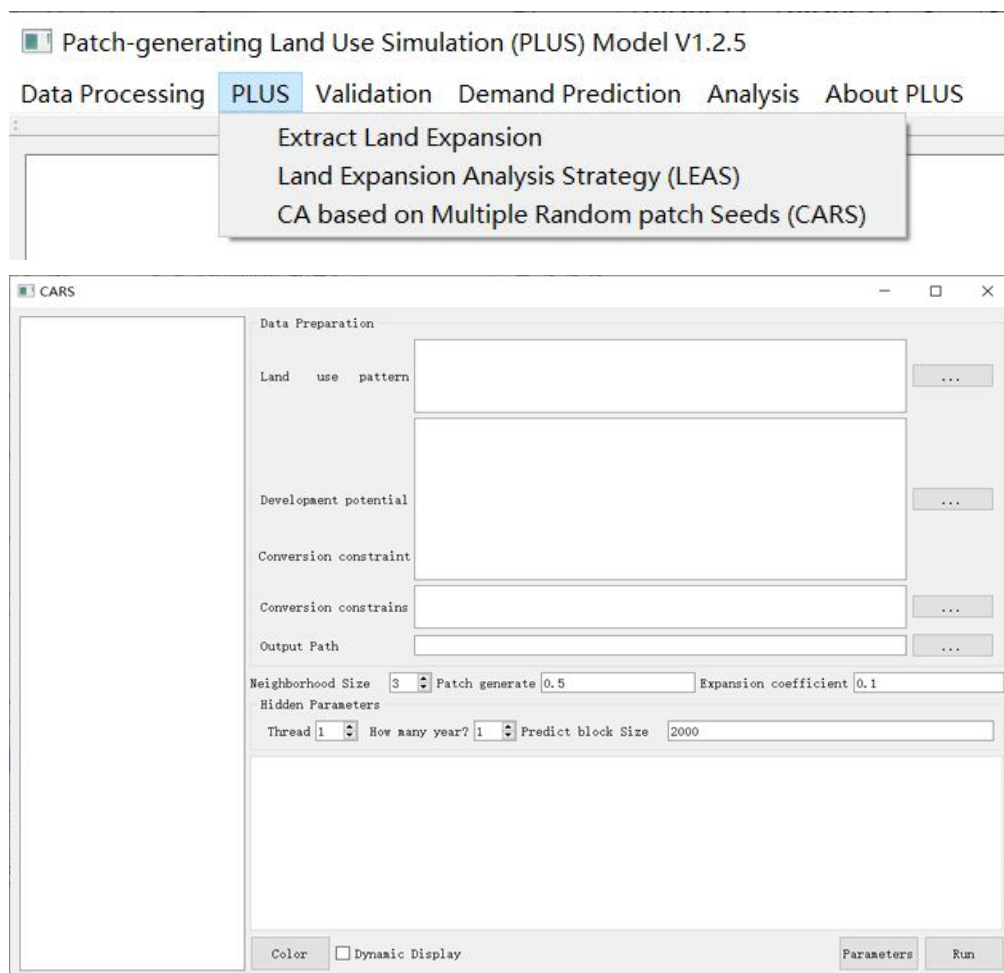 Patch-generating Land Use Simulation (PLUS) Model V1.2.5
Data Processing PLUS Validation Demand Prediction Analysis About PLUS
Extract Land Expansion
Land Expansion Analysis Strategy (LEAS)
CA based on Multiple Random patch Seeds (CARS)
CARS
Data Preparation
Land use pattern ...
Development potential ...
Conversion constraint
Conversion constrains ...
Output Path ...
Neighborhood Size 3 Patch generate 0.5 Expansion coefficient 0.1
Hidden Parameters
Thread 1 How many year? 1 Predict block Size 2000
Color Dynamic Display Parameters Run